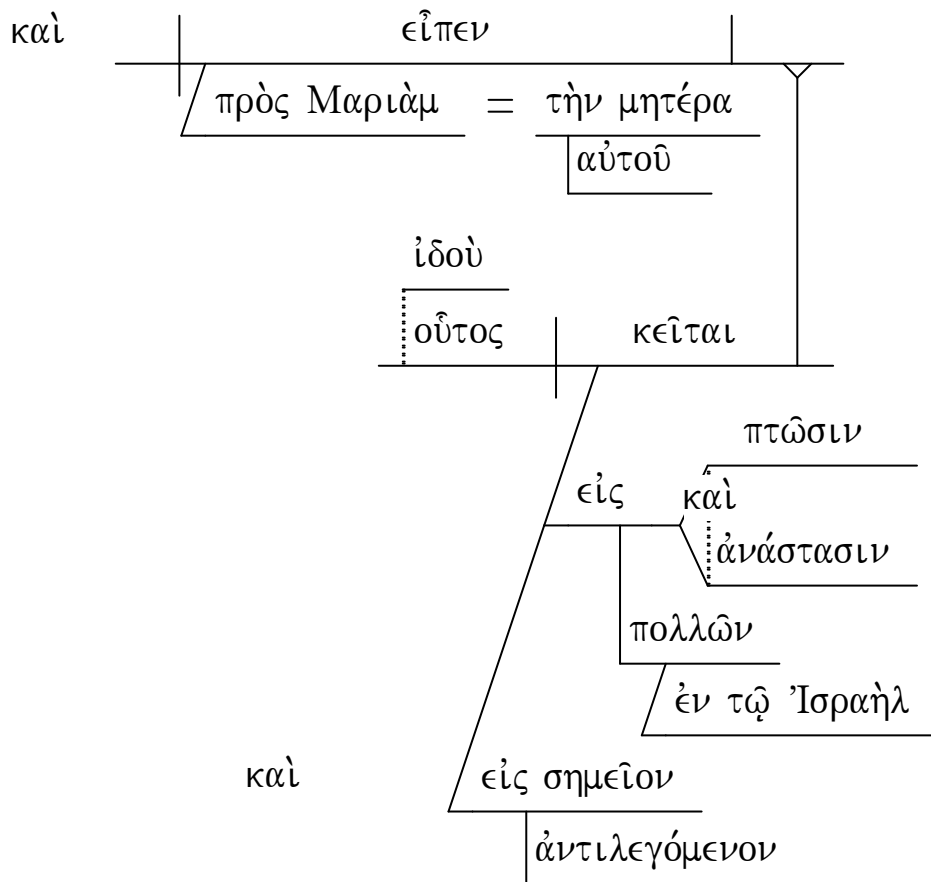 καὶ εἶπεν
πρὸς Μαριὰμ = τὴν μητέρα
αὐτοῦ
ἰδοὺ
οὗτος κεῖται
πτῶσιν
εἰς καὶ
ἀνάστασιν
πολλῶν
ἐν τῷ Ἰσραὴλ
καὶ εἰς σημεῖον
ἀντιλεγόμενον